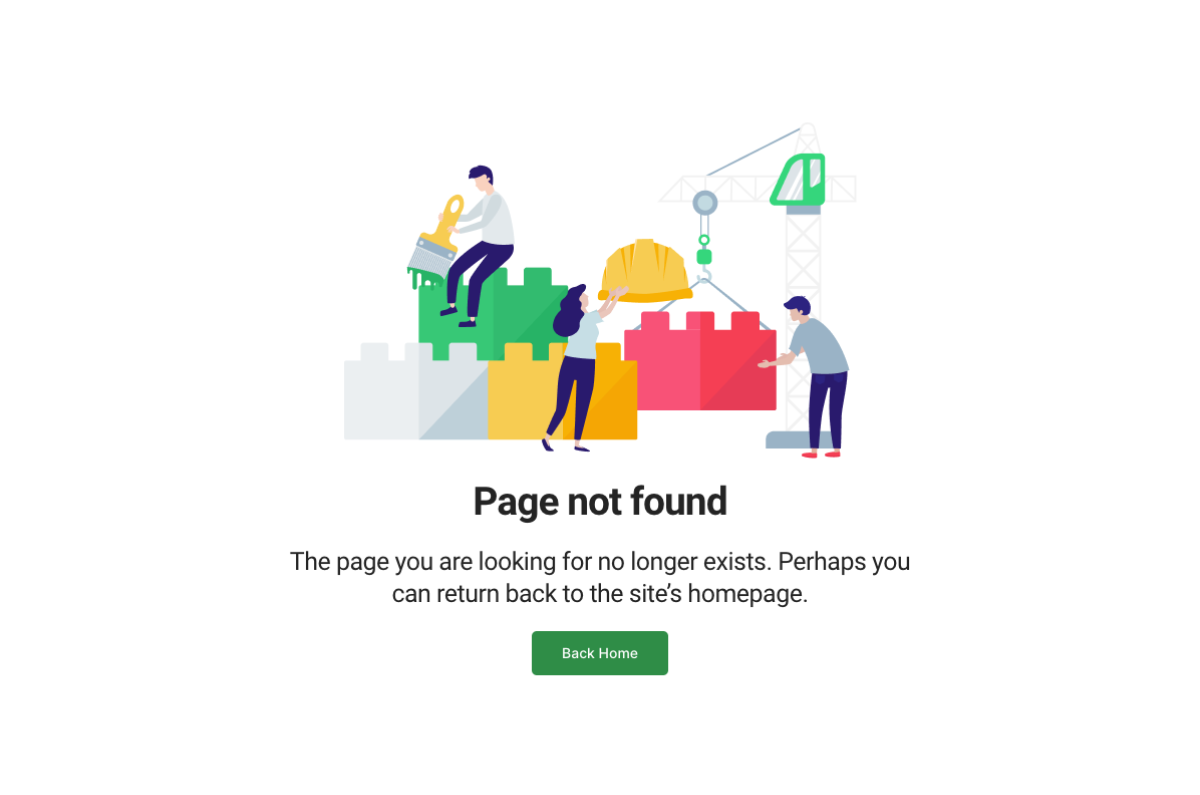 Page not found
The page you are looking for no longer exists. Perhaps you
can return back to the site’s homepage.
Back Home